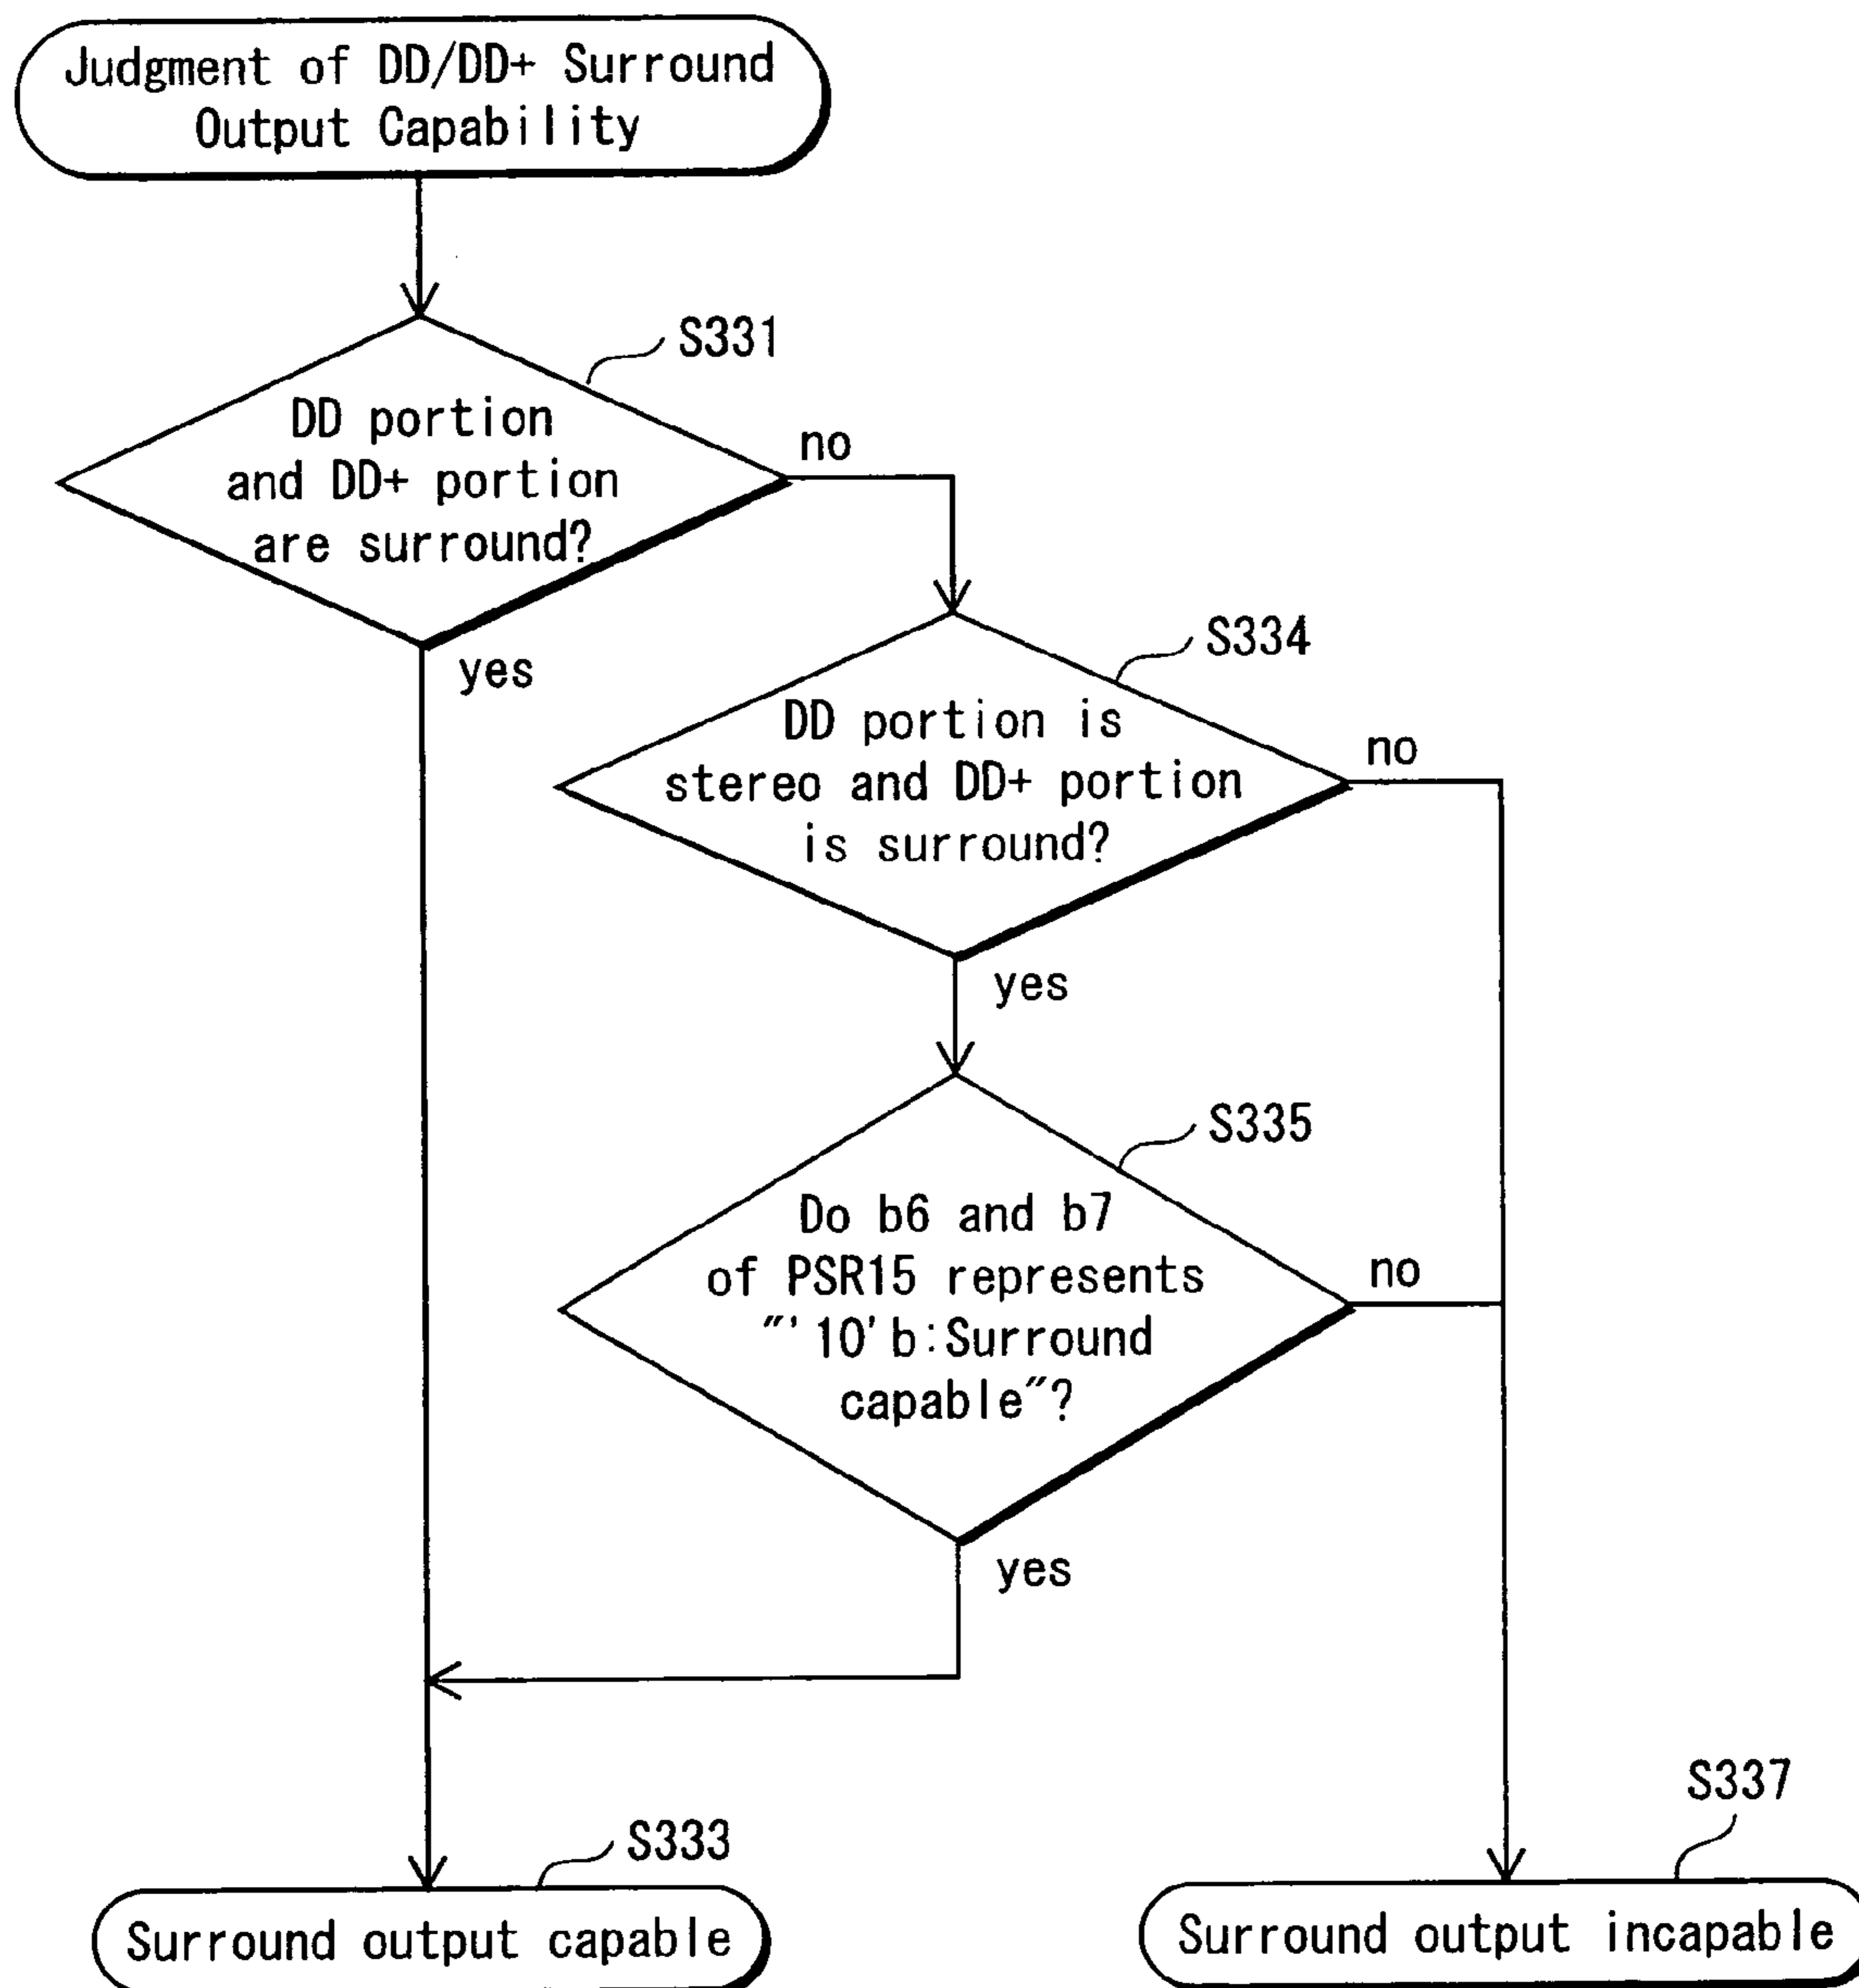 Judgment of DD/DD+ Surround
Output Capability
S331
DD portion
and DD+ portion
are surround?
no
yes
S334
DD portion is
stereo and DD+ portion
is surround?
no
yes
S335
Do b6 and b7
of PSR15 represents
"'10'b:Surround
capable"?
no
yes
S333
Surround output capable
S337
Surround output incapable